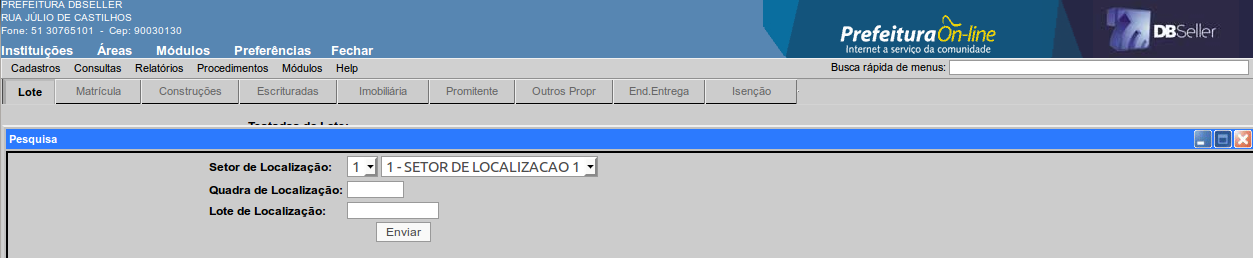 PREFEITURA DBSELLER
RUA JÚLIO DE CASTILHOS
Fone: 51 30765101 - Cep: 90030130
Prefeitura On-line
Internet a serviço da comunidade
DBSeller
Instituições Áreas Módulos Preferências Fechar
Cadastros Consultas Relatórios Procedimentos Módulos Help
Busca rápida de menus:
Lote Matrícula Construções Escrituradas Imobiliária Promitente Outros Propr End.Entrega Isenção
Testadas do Lote:
Pesquisa
Setor de Localização: 1 1 - SETOR DE LOCALIZACAO 1
Quadra de Localização:
Lote de Localização:
Enviar